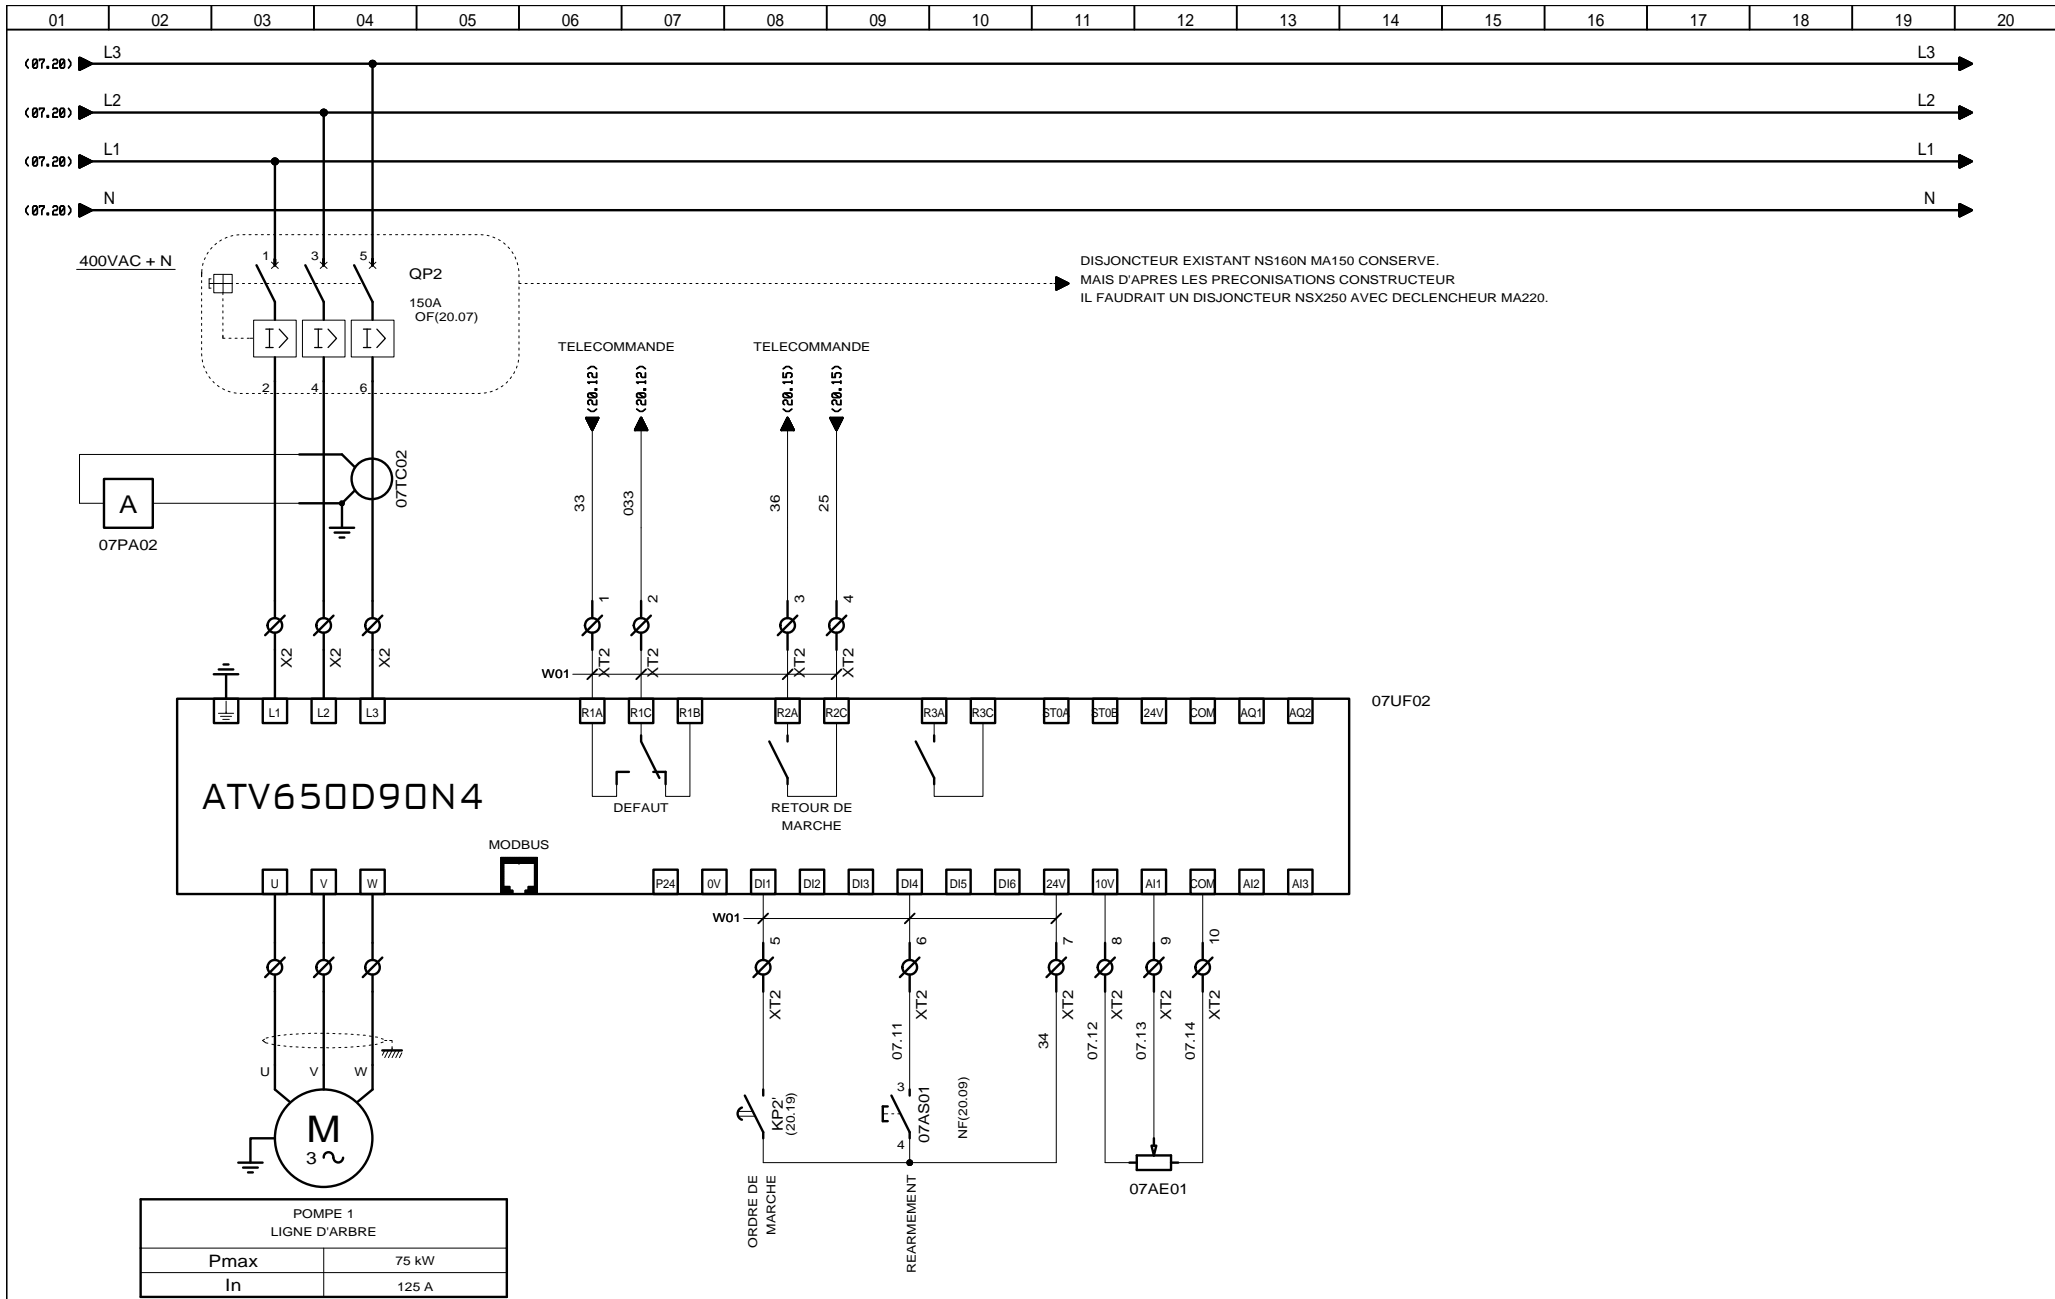 01 02 03 04 05 06 07 08 09 10 11 12 13 14 15 16 17 18 19 20
(07.20) L3 L3
(07.20) L2 L2
(07.20) L1 L1
(07.20) N N
400VAC + N
1 3 5
QP2
150A
OF(20.07)
2 4 6
DISJONCTEUR EXISTANT NS160N MA150 CONSERVE.
MAIS D'APRES LES PRECONISATIONS CONSTRUCTEUR
IL FAUDRAIT UN DISJONCTEUR NSX250 AVEC DECLENCHEUR MA220.
TELECOMMANDE TELECOMMANDE
(20.12) (20.12) (20.15) (20.15)
A
07PA02
07TC02
33 033 36 25
1 2 3 4
X2 X2 X2
XT2 XT2 XT2 XT2
W01
07UF02
L1 L2 L3 R1A R1C R1B R2A R2C R3A R3C ST0A ST0B 24V COM AQ1 AQ2
ATV650D90N4
DEFAUT
RETOUR DE
MARCHE
MODBUS
U V W P24 0V DI1 DI2 DI3 DI4 DI5 DI6 24V 10V AI1 COM AI2 AI3
W01
5 6 7 8 9 10
XT2 XT2 XT2 XT2 XT2 XT2
07.11 34 07.12 07.13 07.14
U V W
M
3
KP2'
(20.19)
3
4
07AS01
NF(20.09)
07AE01
ORDRE DE
MARCHE
REARMEMENT
POMPE 1
LIGNE D'ARBRE
Pmax 75 kW
In 125 A